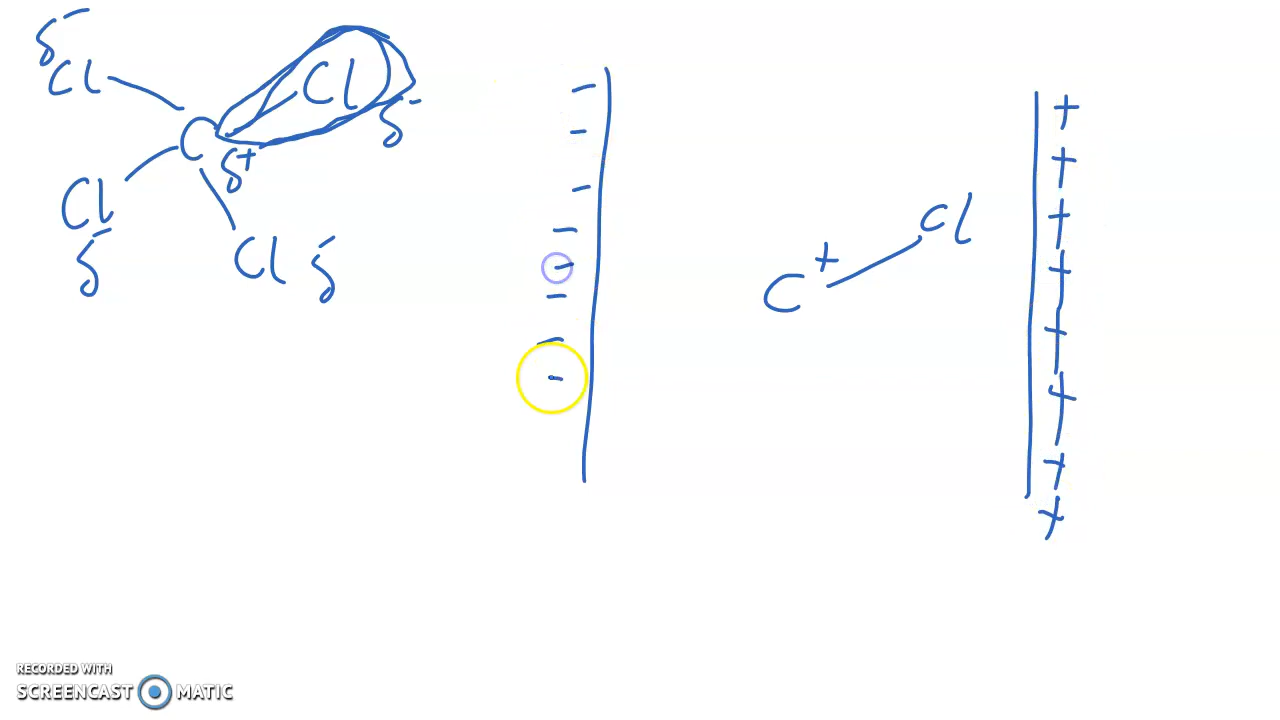 δ⁻
Cl
Cl
δ⁻
C
δ⁺
Cl
δ⁻
Cl δ⁻
-
-
-
-
-
-
-
-
C⁺
Cl
+
+
+
+
+
+
+
+
RECORDED WITH
SCREENCAST MATIC